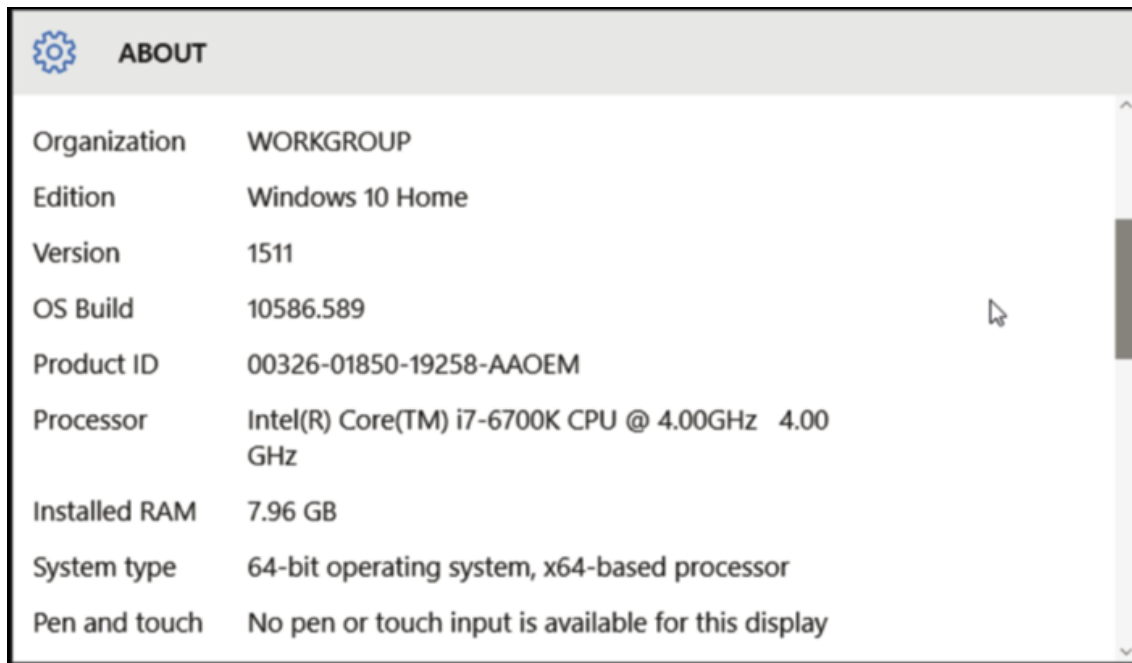 ABOUT
Organization WORKGROUP
Edition Windows 10 Home
Version 1511
OS Build 10586.589
Product ID 00326-01850-19258-AAOEM
Processor Intel(R) Core(TM) i7-6700K CPU @ 4.00GHz 4.00
GHz
Installed RAM 7.96 GB
System type 64-bit operating system, x64-based processor
Pen and touch No pen or touch input is available for this display